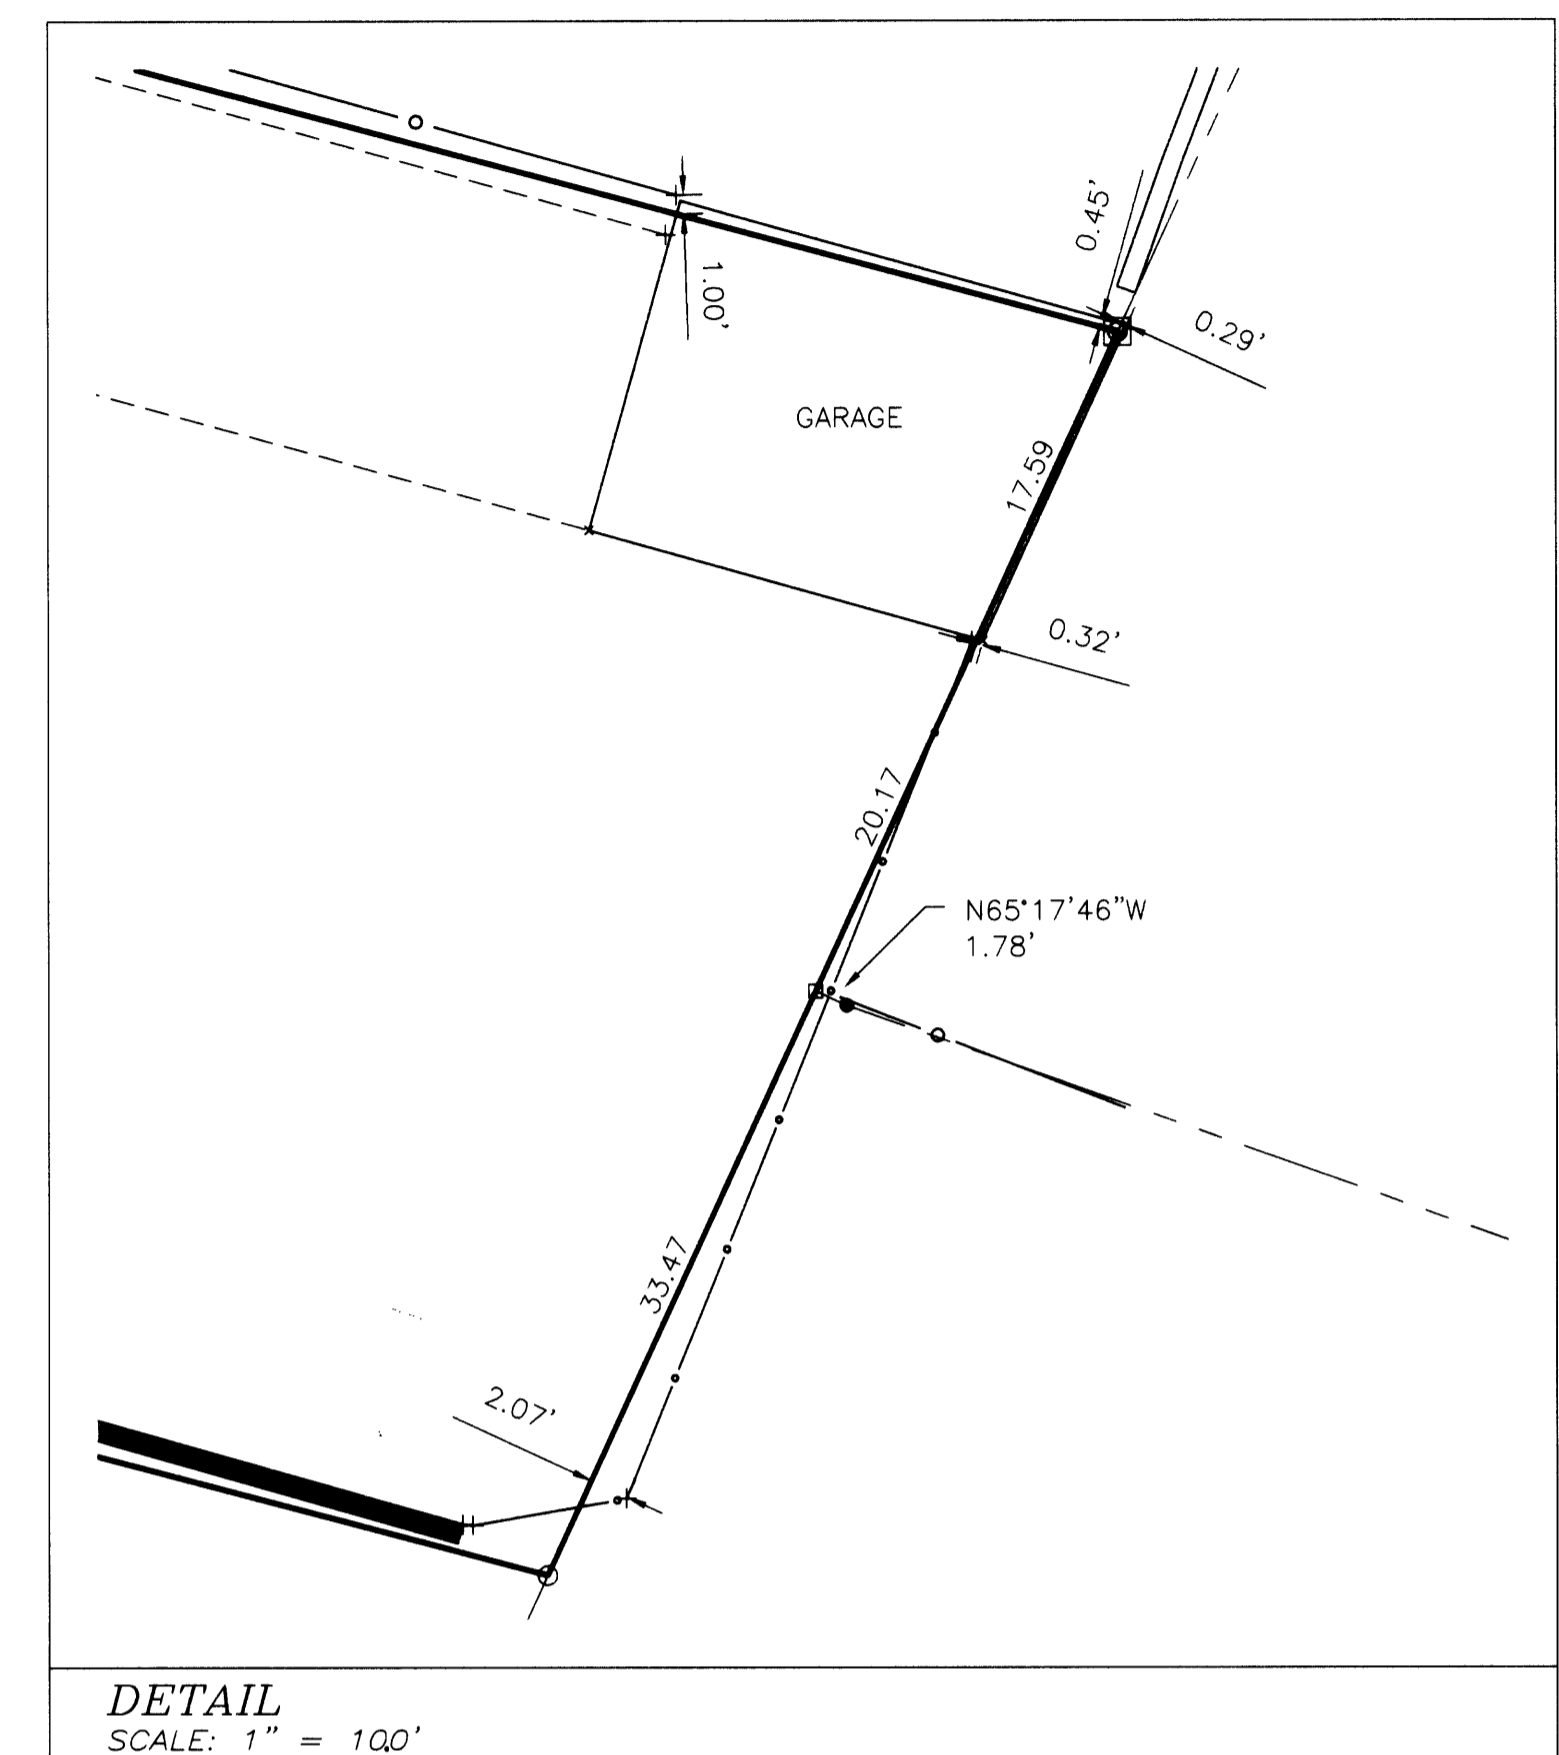 0.45'
1.00'
0.29'
GARAGE
17.59
0.32'
20.17
N65°17'46"W
1.78'
33.47
2.07'
DETAIL
SCALE: 1" = 10.0'